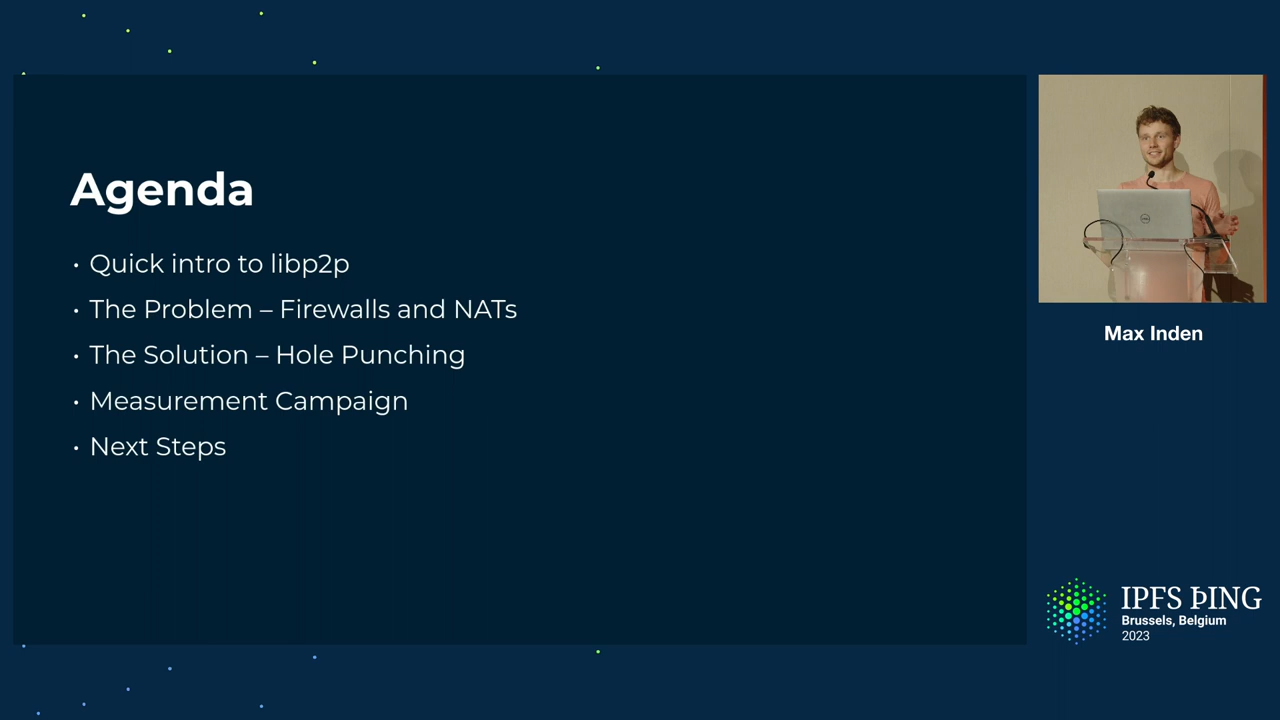 Agenda
• Quick intro to libp2p
• The Problem – Firewalls and NATs
• The Solution – Hole Punching
• Measurement Campaign
• Next Steps
Max Inden
IPFS ÞING
Brussels, Belgium
2023